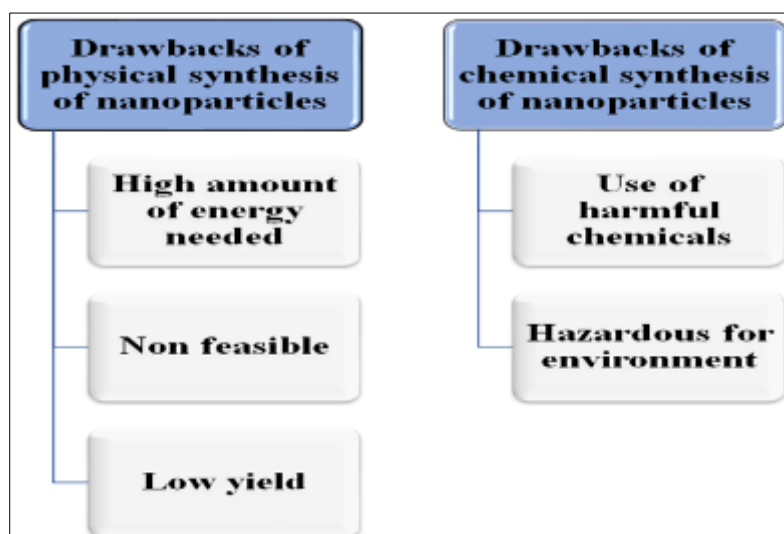 Drawbacks of
physical synthesis
of nanoparticles
High amount
of energy
needed
Non feasible
Low yield
Drawbacks of
chemical synthesis
of nanoparticles
Use of
harmful
chemicals
Hazardous for
environment